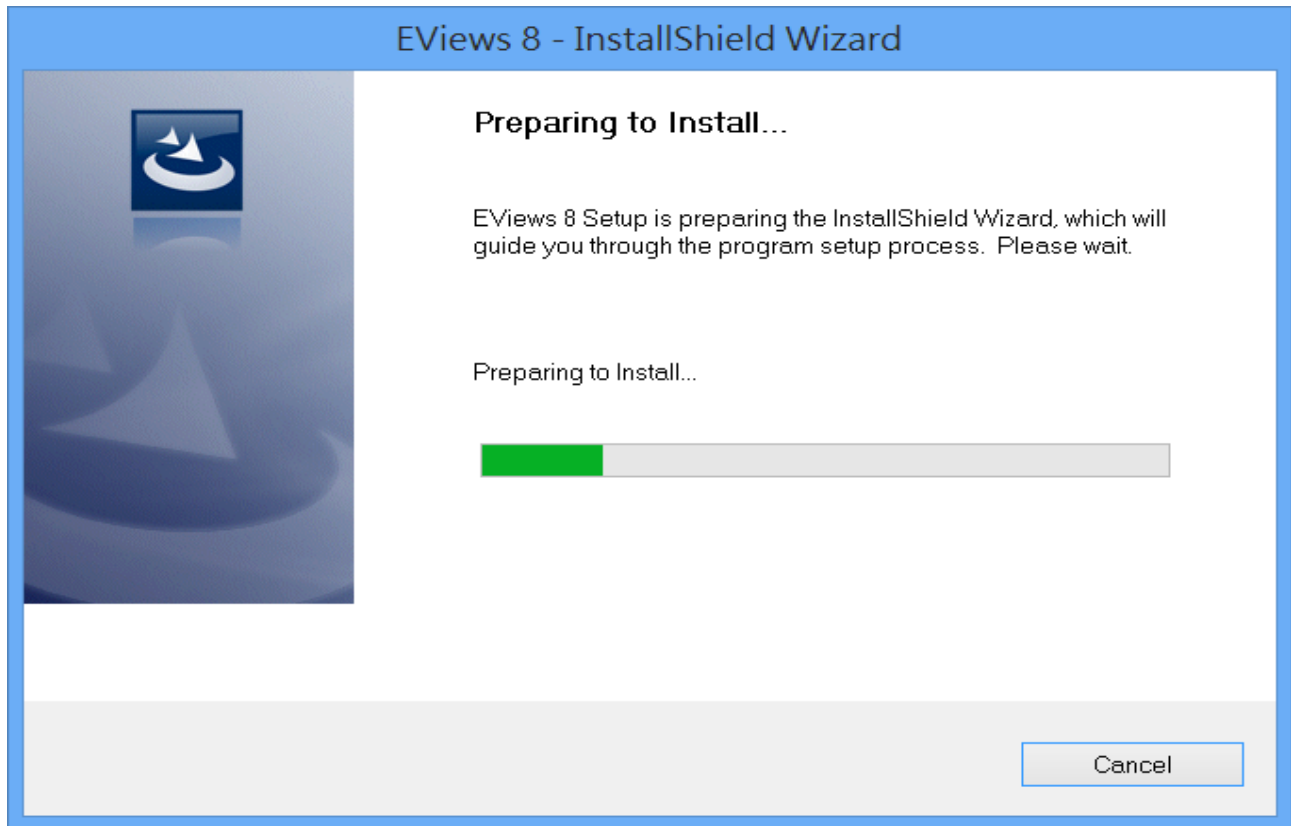 EViews 8 - InstallShield Wizard
Preparing to Install...
EViews 8 Setup is preparing the InstallShield Wizard, which will
guide you through the program setup process.  Please wait.
Preparing to Install...
Cancel